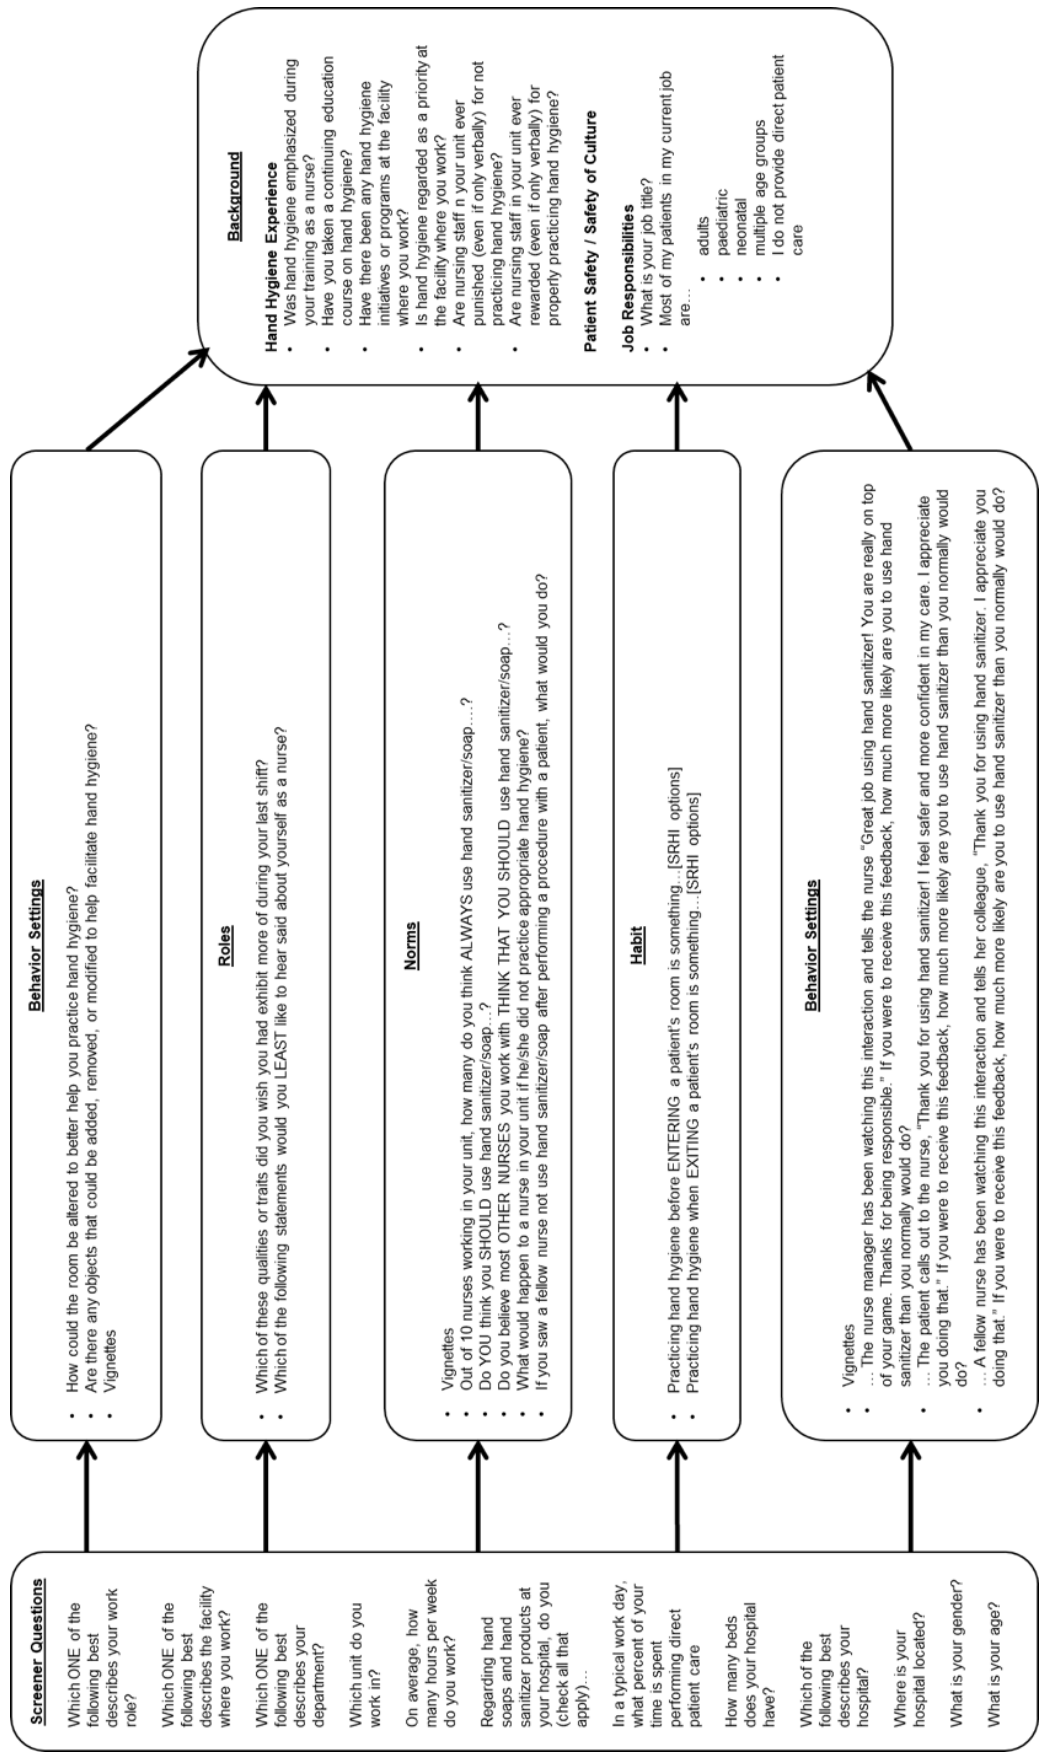 Screener Questions
Which ONE of the
following best
describes your work
role?
Which ONE of the
following best
describes the facility
where you work?
Which ONE of the
following best
describes your
department?
Which unit do you
work in?
On average, how
many hours per week
do you work?
Regarding hand
soaps and hand
sanitizer products at
your hospital, do you
(check all that
apply)…
In a typical work day,
what percent of your
time is spent
performing direct
patient care
How many beds
does your hospital
have?
Which of the
following best
describes your
hospital?
Where is your
hospital located?
What is your gender?
What is your age?
Behavior Settings
• How could the room be altered to better help you practice hand hygiene?
• Are there any objects that could be added, removed, or modified to help facilitate hand hygiene?
• Vignettes
Roles
• Which of these qualities or traits did you wish you had exhibit more of during your last shift?
• Which of the following statements would you LEAST like to hear said about yourself as a nurse?
Norms
• Vignettes
• Out of 10 nurses working in your unit, how many do you think ALWAYS use hand sanitizer/soap….?
• Do YOU think you SHOULD use hand sanitizer/soap…?
• Do you believe most OTHER NURSES you work with THINK THAT YOU SHOULD use hand sanitizer/soap…?
• What would happen to a nurse in your unit if he/she did not practice appropriate hand hygiene?
• If you saw a fellow nurse not use hand sanitizer/soap after performing a procedure with a patient, what would you do?
Habit
• Practicing hand hygiene before ENTERING a patient's room is something…[SRHI options]
• Practicing hand hygiene when EXITING a patient's room is something…[SRHI options]
Behavior Settings
• Vignettes
• … The nurse manager has been watching this interaction and tells the nurse “Great job using hand sanitizer! You are really on top
of your game. Thanks for being responsible.” If you were to receive this feedback, how much more likely are you to use hand
sanitizer than you normally would do?
• … The patient calls out to the nurse, “Thank you for using hand sanitizer! I feel safer and more confident in my care. I appreciate
you doing that.” If you were to receive this feedback, how much more likely are you to use hand sanitizer than you normally would
do?
• … A fellow nurse has been watching this interaction and tells her colleague, “Thank you for using hand sanitizer. I appreciate you
doing that.” If you were to receive this feedback, how much more likely are you to use hand sanitizer than you normally would do?
Background
Hand Hygiene Experience
• Was hand hygiene emphasized during
your training as a nurse?
• Have you taken a continuing education
course on hand hygiene?
• Have there been any hand hygiene
initiatives or programs at the facility
where you work?
• Is hand hygiene regarded as a priority at
the facility where you work?
• Are nursing staff n your unit ever
punished (even if only verbally) for not
practicing hand hygiene?
• Are nursing staff in your unit ever
rewarded (even if only verbally) for
properly practicing hand hygiene?
Patient Safety / Safety of Culture
Job Responsibilities
• What is your job title?
• Most of my patients in my current job
are…
• adults
• paediatric
• neonatal
• multiple age groups
• I do not provide direct patient
care